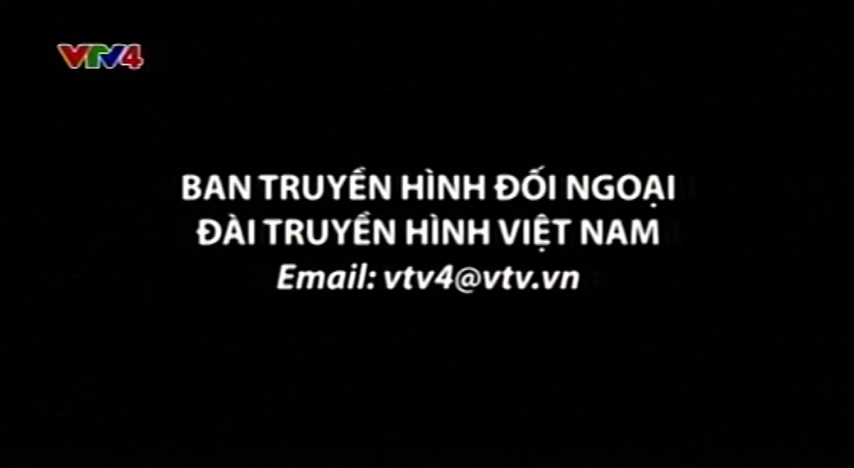 VTV4
BAN TRUYỀN HÌNH ĐỐI NGOẠI
ĐÀI TRUYỀN HÌNH VIỆT NAM
Email: vtv4@vtv.vn